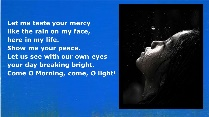 Let me taste your mercy
like the rain on my face,
here in my life.
Show me your peace.
Let us see with our own eyes
your day breaking bright.
Come O Morning, come, O light!